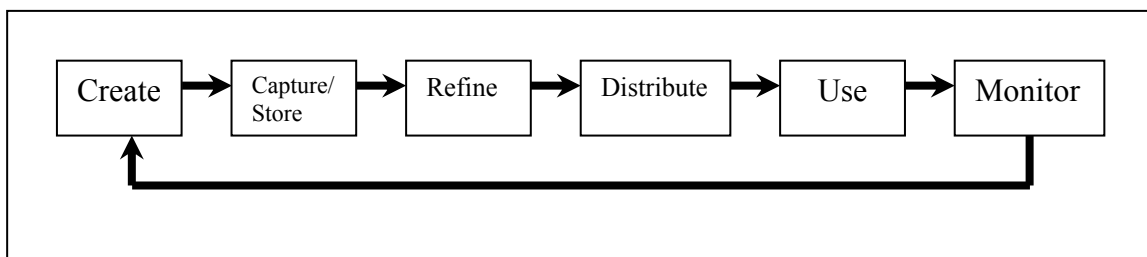 Create
Capture/
Store
Refine
Distribute
Use
Monitor